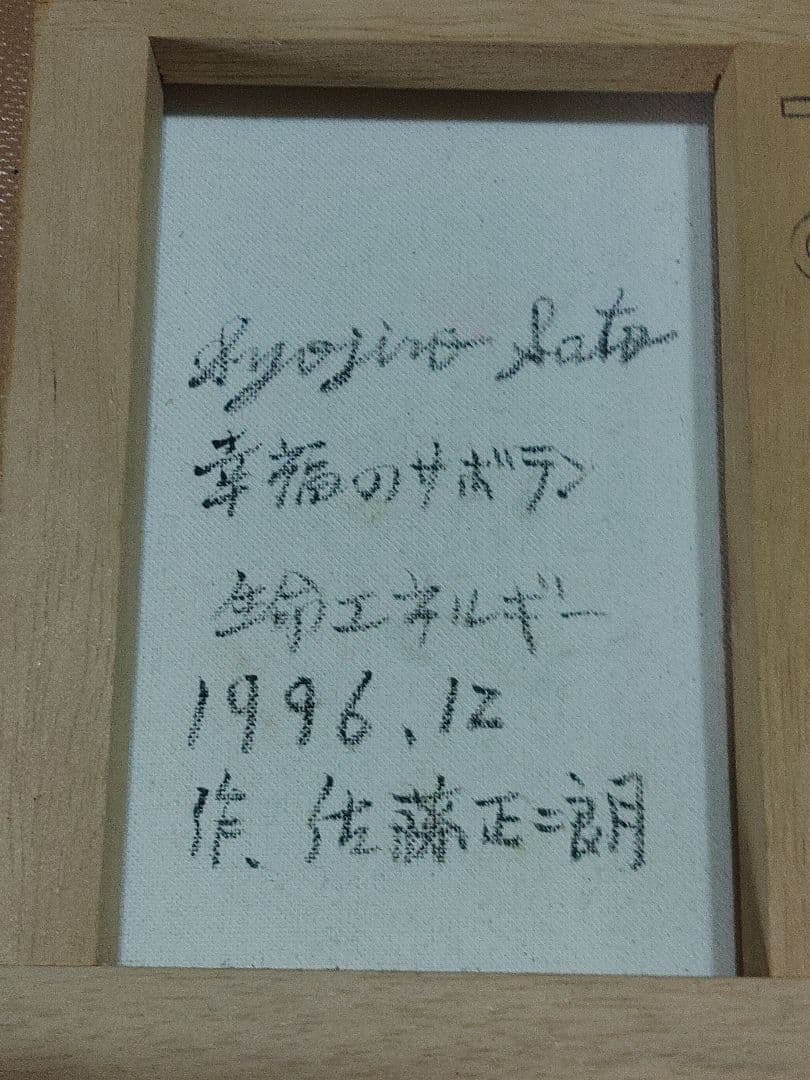 Syojiro Sato
幸福のサボテン
生命エネルギー
1996.12
作、佐藤正二朗